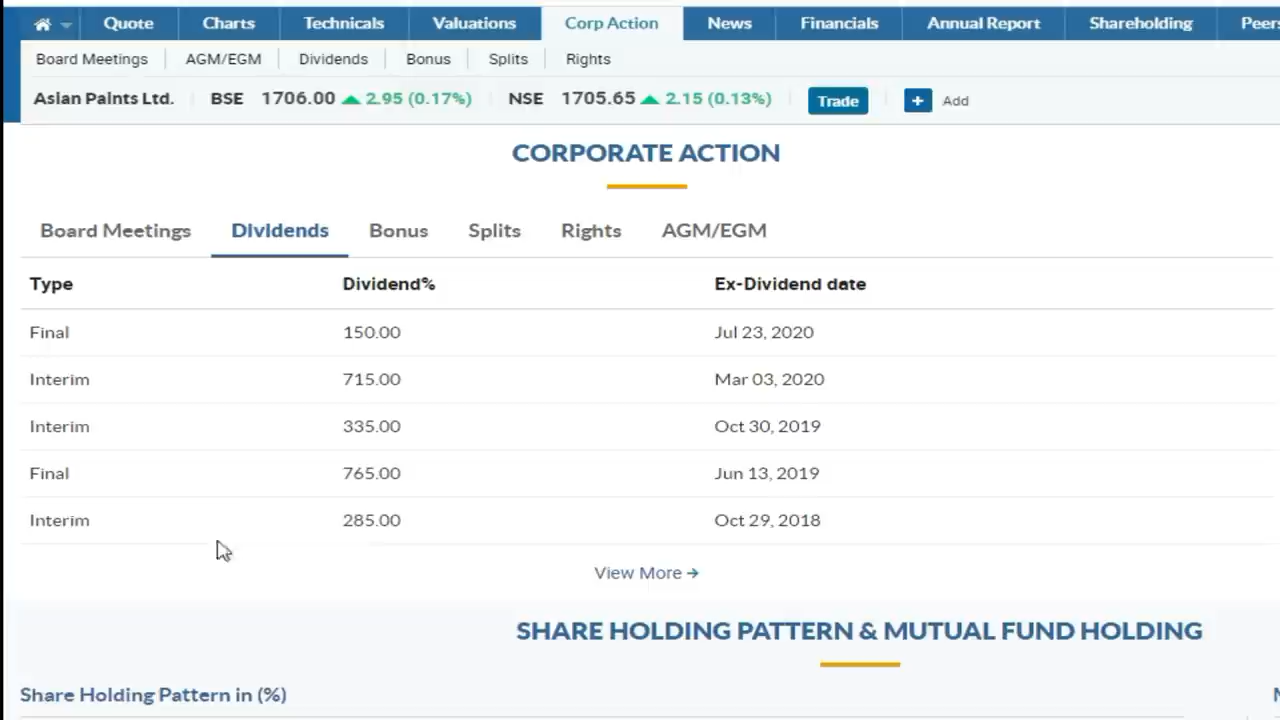 Quote Charts Technicals Valuations Corp Action News Financials Annual Report Shareholding Peers
Board Meetings AGM/EGM Dividends Bonus Splits Rights
Asian Paints Ltd. BSE 1706.00 2.95 (0.17%) NSE 1705.65 2.15 (0.13%) Trade + Add
CORPORATE ACTION
Board Meetings Dividends Bonus Splits Rights AGM/EGM
Type Dividend% Ex-Dividend date
Final 150.00 Jul 23, 2020
Interim 715.00 Mar 03, 2020
Interim 335.00 Oct 30, 2019
Final 765.00 Jun 13, 2019
Interim 285.00 Oct 29, 2018
View More →
SHARE HOLDING PATTERN & MUTUAL FUND HOLDING
Share Holding Pattern in (%)